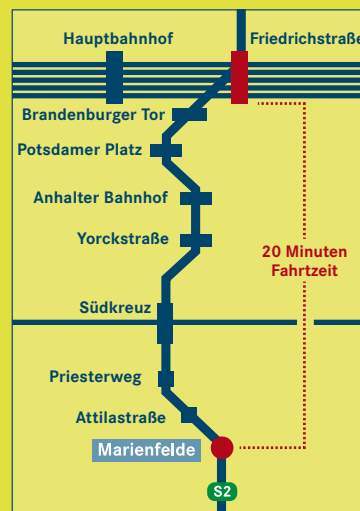 Hauptbahnhof
Friedrichstraße
Brandenburger Tor
Potsdamer Platz
Anhalter Bahnhof
Yorckstraße
20 Minuten
Fahrtzeit
Südkreuz
Priesterweg
Attilastraße
Marienfelde
S2